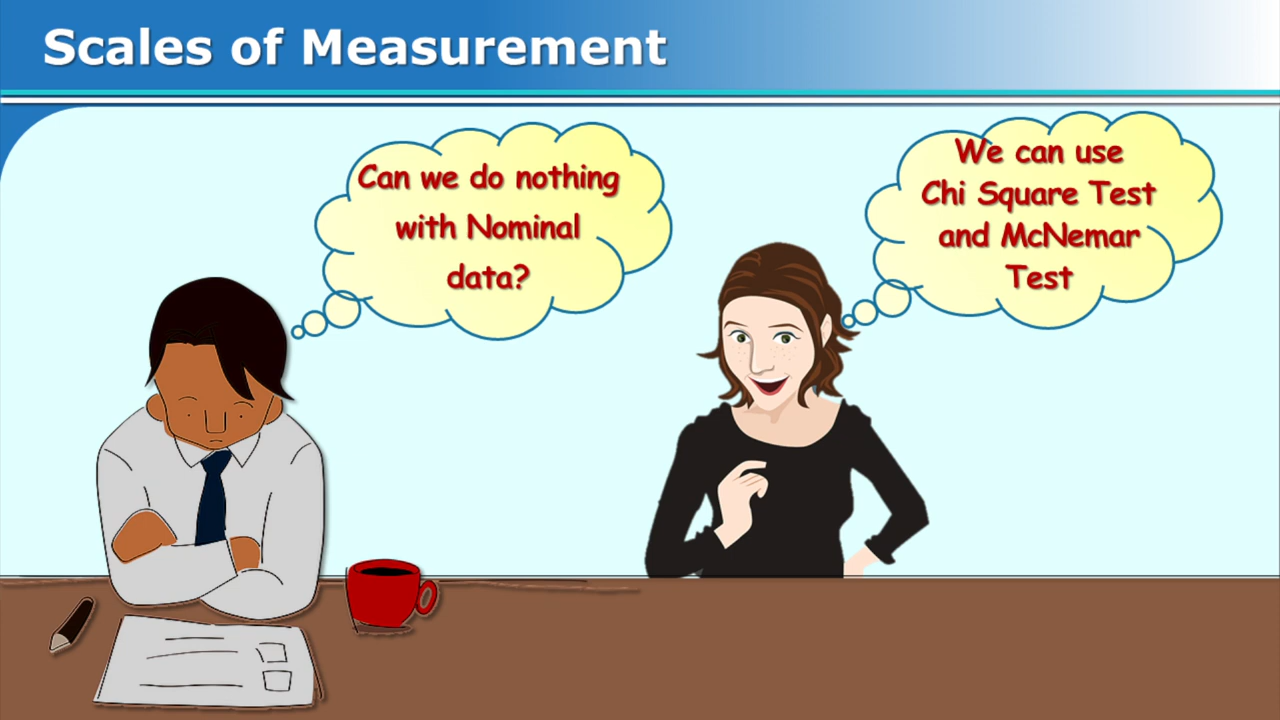 Scales of Measurement
Can we do nothing
with Nominal
data?
We can use
Chi Square Test
and McNemar
Test